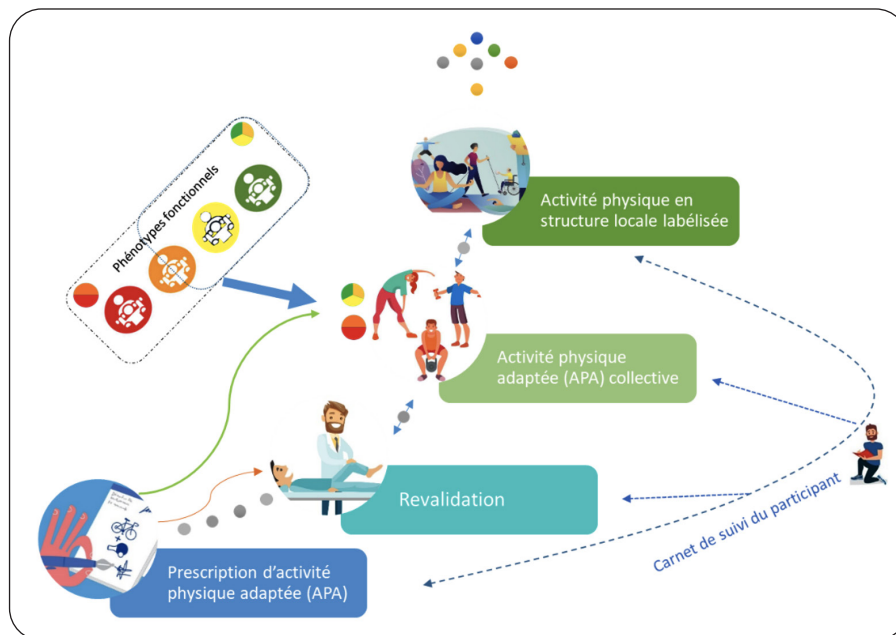 Phénotypes fonctionnels
Activité physique en
structure locale labélisée
Activité physique
adaptée (APA) collective
Revalidation
Carnet de suivi du participant
Prescription d'activité
physique adaptée (APA)